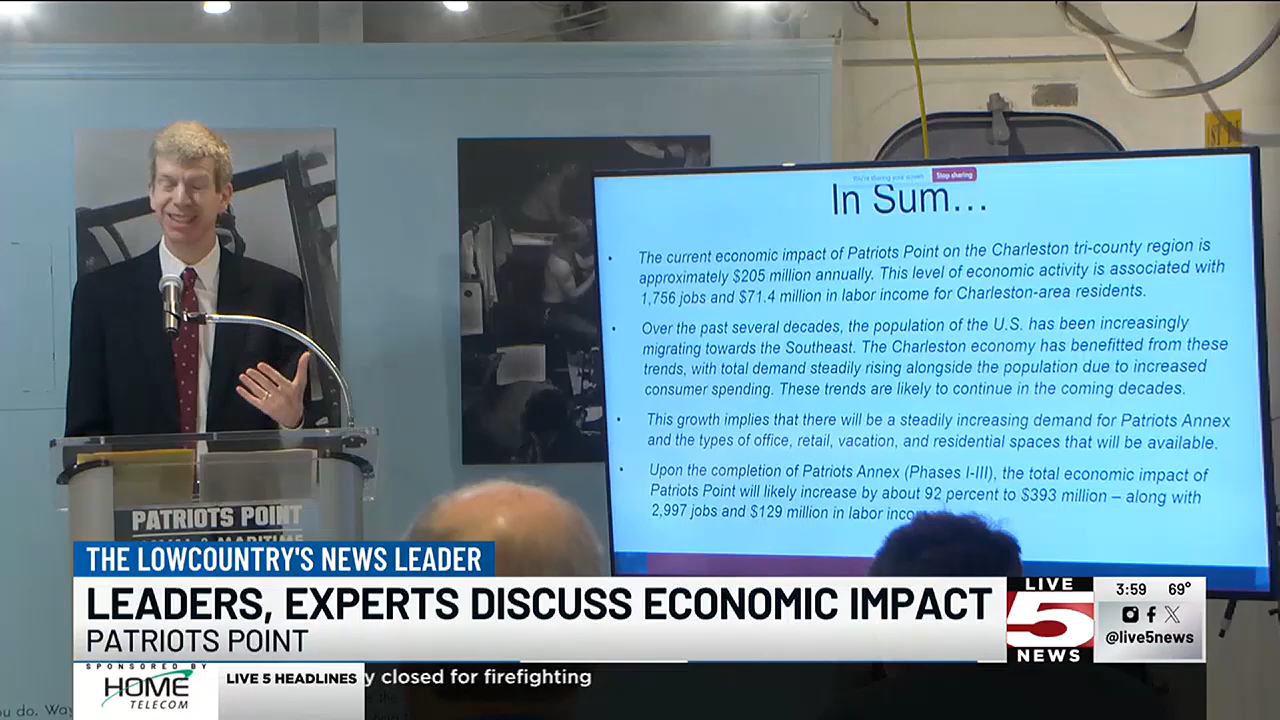 You're sharing your screen
Stop sharing
In Sum…
The current economic impact of Patriots Point on the Charleston tri-county region is
approximately $205 million annually. This level of economic activity is associated with
1,756 jobs and $71.4 million in labor income for Charleston-area residents.
Over the past several decades, the population of the U.S. has been increasingly
migrating towards the Southeast. The Charleston economy has benefitted from these
trends, with total demand steadily rising alongside the population due to increased
consumer spending. These trends are likely to continue in the coming decades.
This growth implies that there will be a steadily increasing demand for Patriots Annex
and the types of office, retail, vacation, and residential spaces that will be available.
Upon the completion of Patriots Annex (Phases I-III), the total economic impact of
Patriots Point will likely increase by about 92 percent to $393 million – along with
2,997 jobs and $129 million in labor
PATRIOTS POINT
NAVAL & MARITIME
THE LOWCOUNTRY'S NEWS LEADER
LEADERS, EXPERTS DISCUSS ECONOMIC IMPACT
PATRIOTS POINT
LIVE
5
NEWS
3:59 69°
@live5news
SPONSORED BY
HOME
TELECOM
LIVE 5 HEADLINES
y closed for firefighting
u do. Way